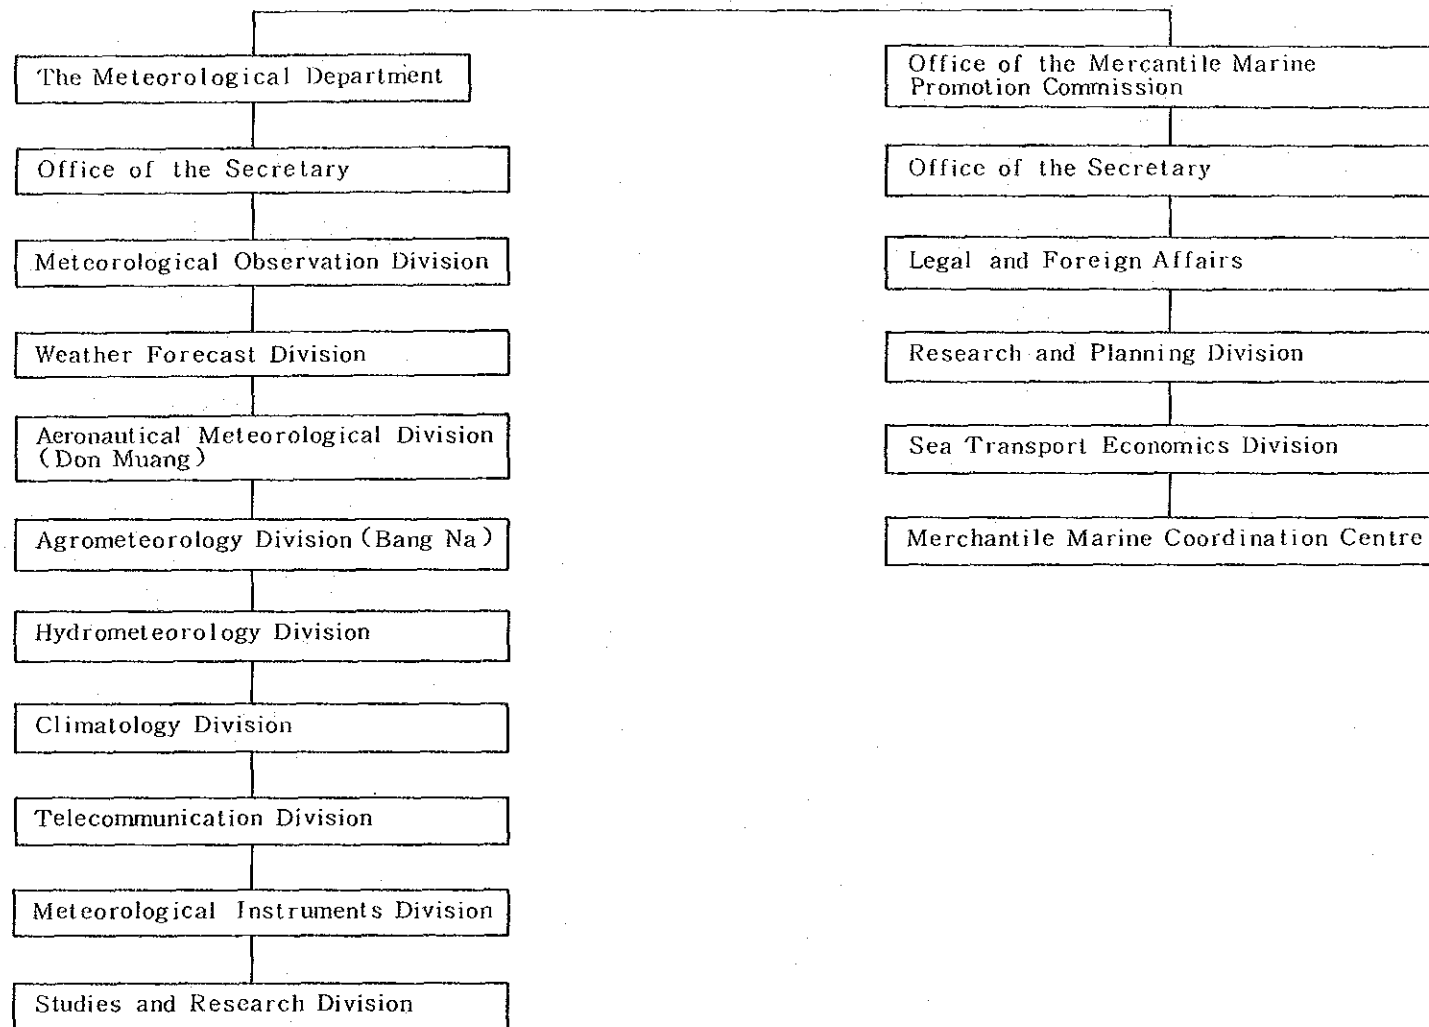 The Meteorological Department
Office of the Secretary
Meteorological Observation Division
Weather Forecast Division
Aeronautical Meteorological Division
(Don Muang)
Agrometeorology Division (Bang Na)
Hydrometeorology Division
Climatology Division
Telecommunication Division
Meteorological Instruments Division
Studies and Research Division
Office of the Mercantile Marine
Promotion Commission
Office of the Secretary
Legal and Foreign Affairs
Research and Planning Division
Sea Transport Economics Division
Merchantile Marine Coordination Centre